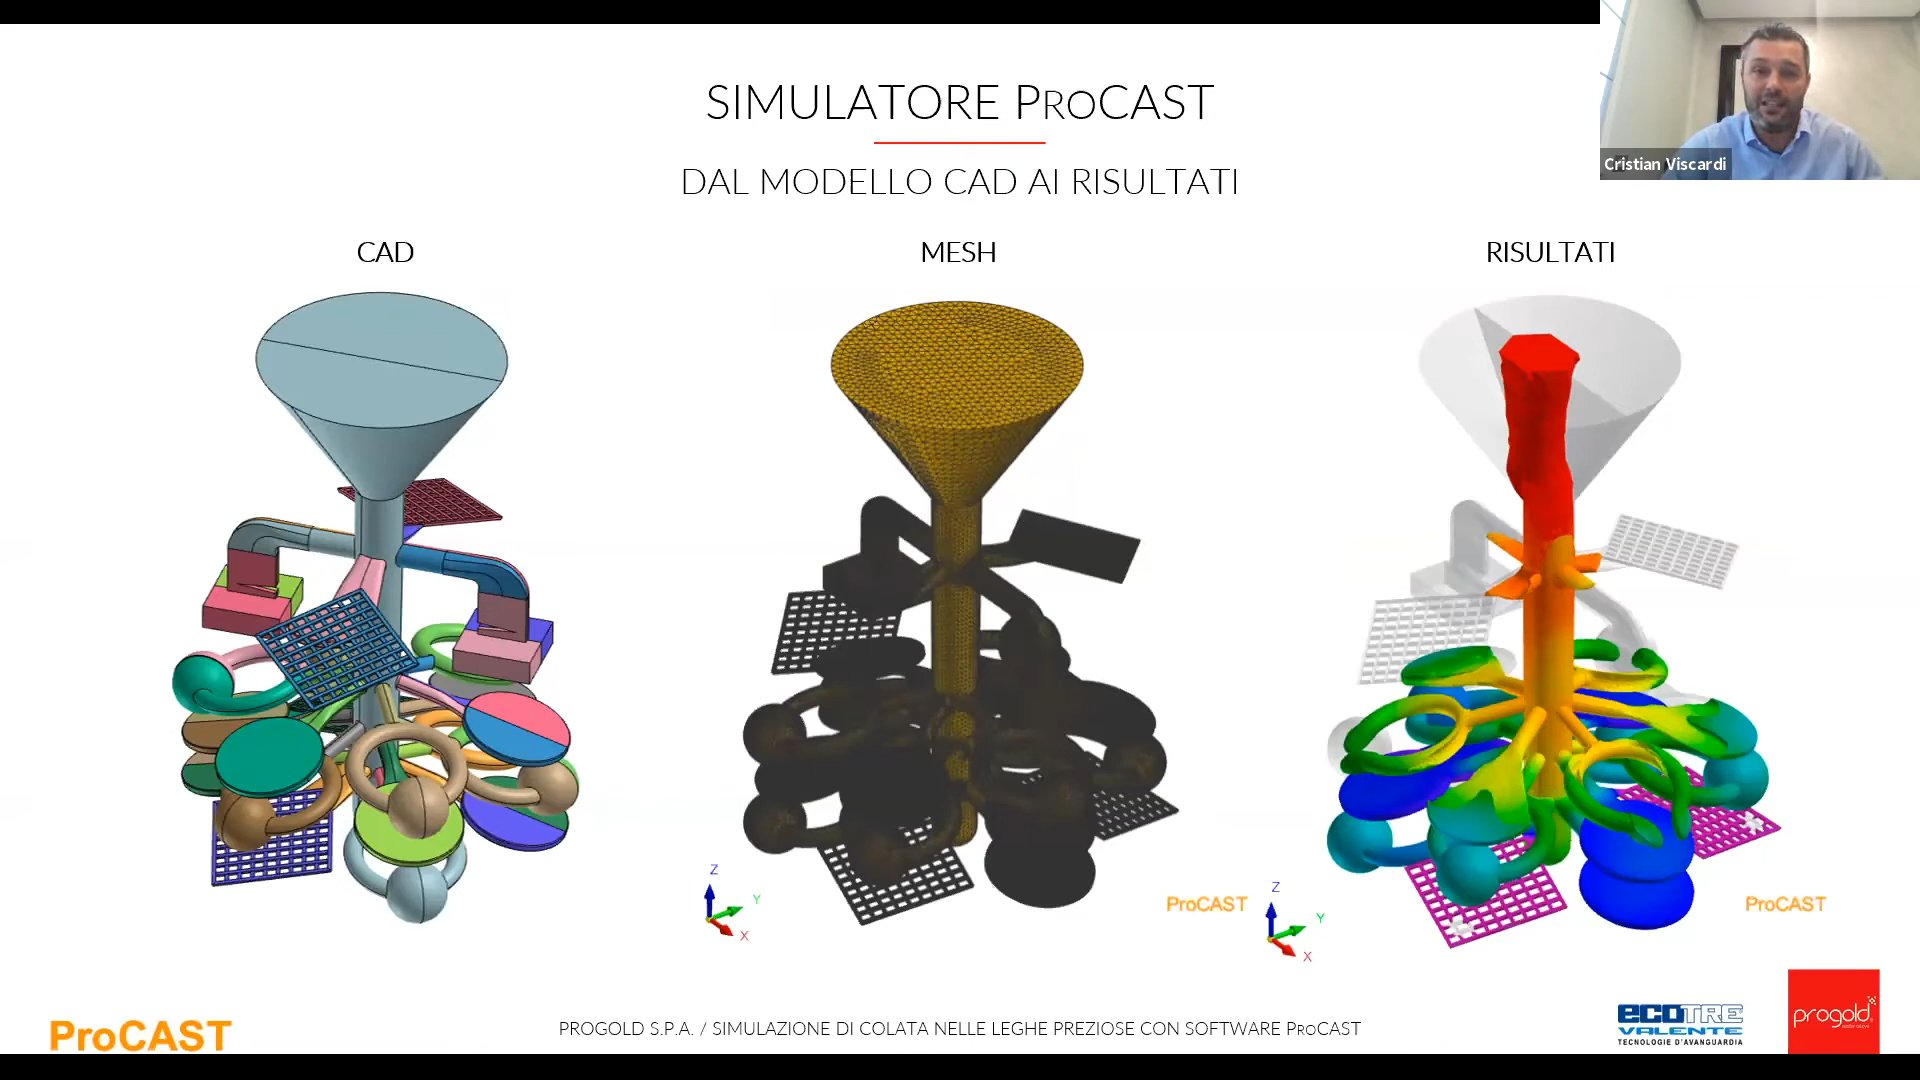 SIMULATORE PROCAST
DAL MODELLO CAD AI RISULTATI
Cristian Viscardi
CAD
MESH
RISULTATI
Z
Y
X
ProCAST
Z
Y
X
ProCAST
ProCAST
PROGOLD S.P.A. / SIMULAZIONE DI COLATA NELLE LEGHE PREZIOSE CON SOFTWARE PROCAST
ECOTRE
VALENTE
TECNOLOGIE D'AVANGUARDIA
progold